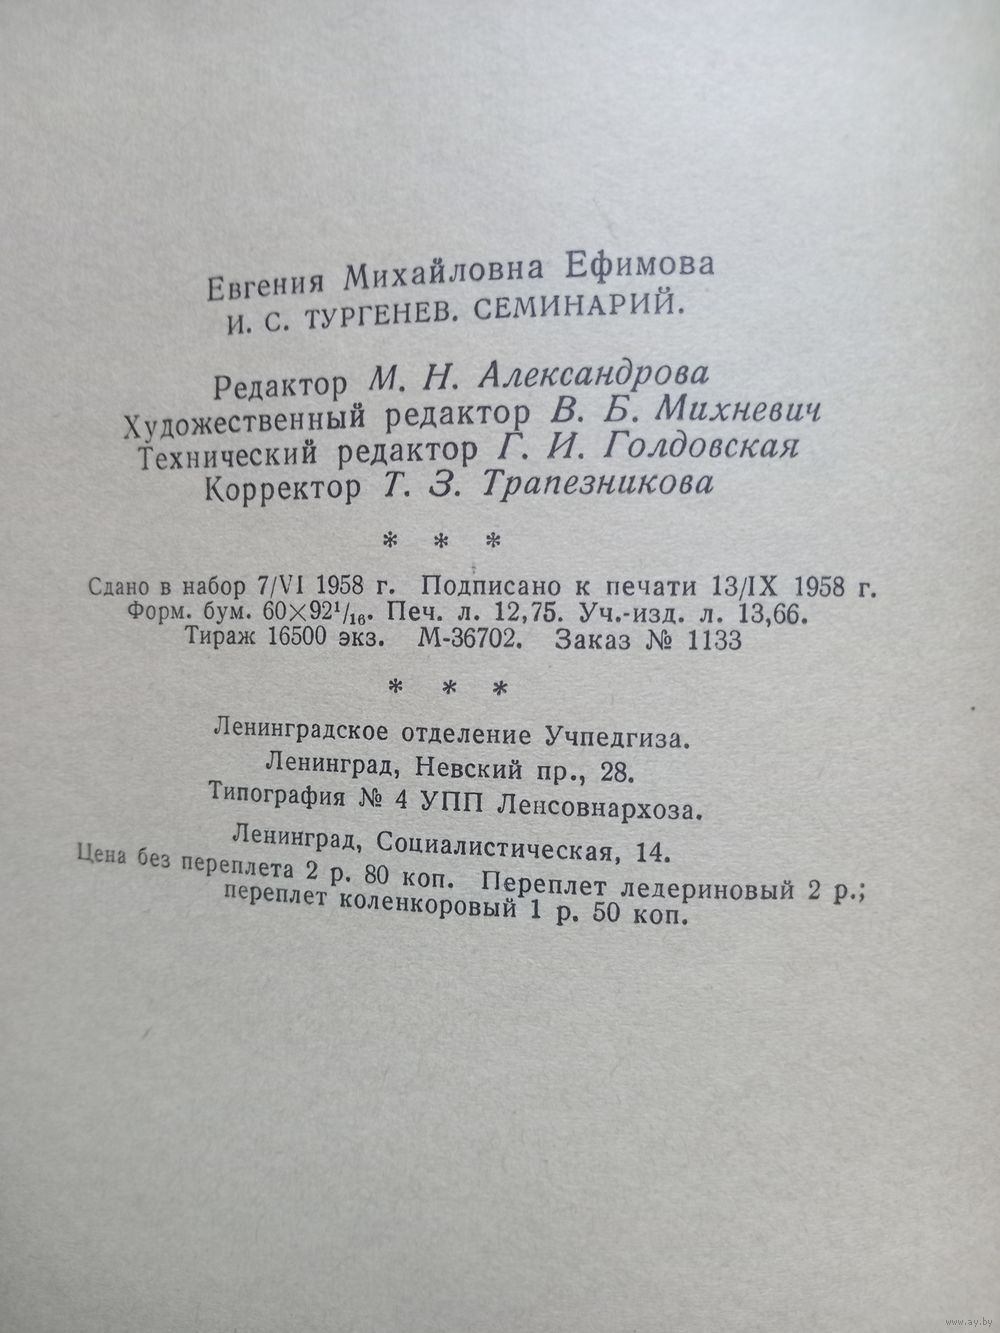 Евгения Михайловна Ефимова
И. С. ТУРГЕНЕВ. СЕМИНАРИЙ.
Редактор М. Н. Александрова
Художественный редактор В. Б. Михневич
Технический редактор Г. И. Голдовская
Корректор Т. З. Трапезникова
* * *
Сдано в набор 7/VI 1958 г. Подписано к печати 13/IX 1958 г.
Форм. бум. 60×92¹/₁₆. Печ. л. 12,75. Уч.-изд. л. 13,66.
Тираж 16500 экз. М-36702. Заказ № 1133
* * *
Ленинградское отделение Учпедгиза.
Ленинград, Невский пр., 28.
Типография № 4 УПП Ленсовнархоза.
Ленинград, Социалистическая, 14.
Цена без переплета 2 р. 80 коп. Переплет ледериновый 2 р.;
переплет коленкоровый 1 р. 50 коп.
www.ay.by